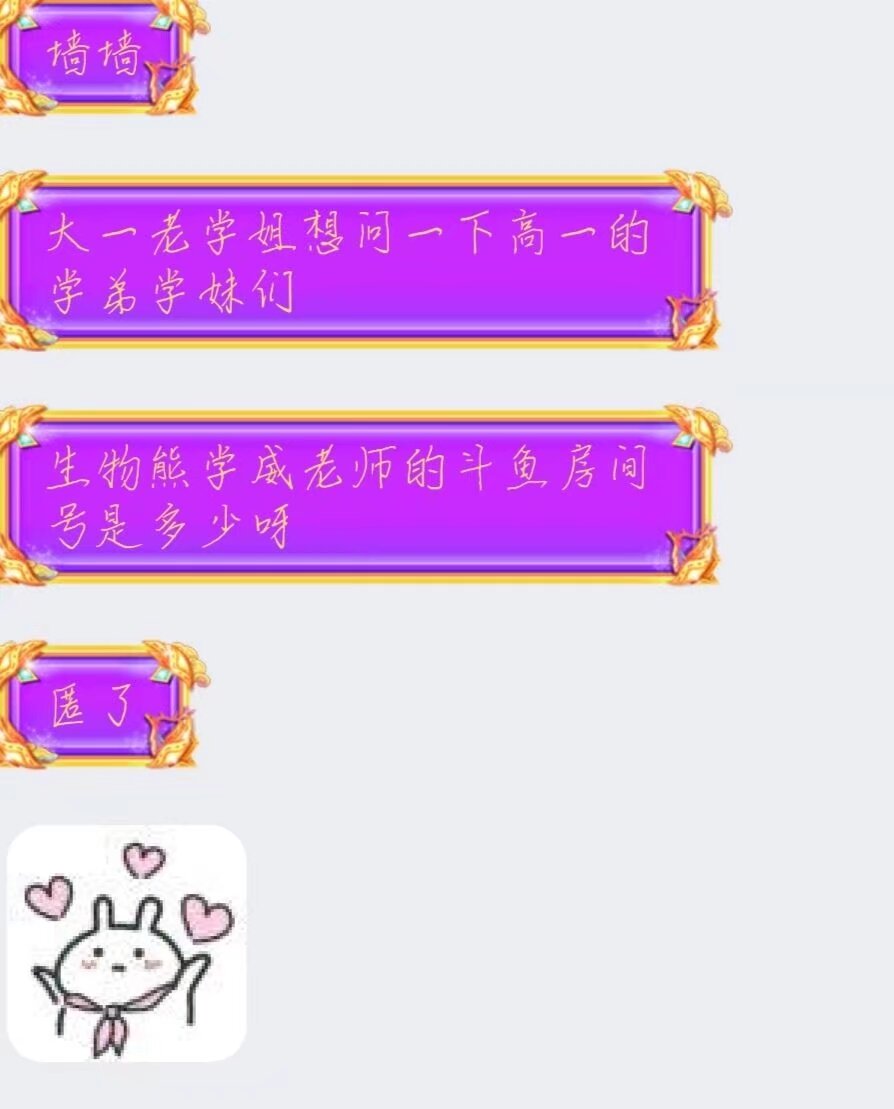 墙墙
大一老学姐想问一下高一的
学弟学妹们
生物熊学威老师的斗鱼房间
号是多少呀
匿了